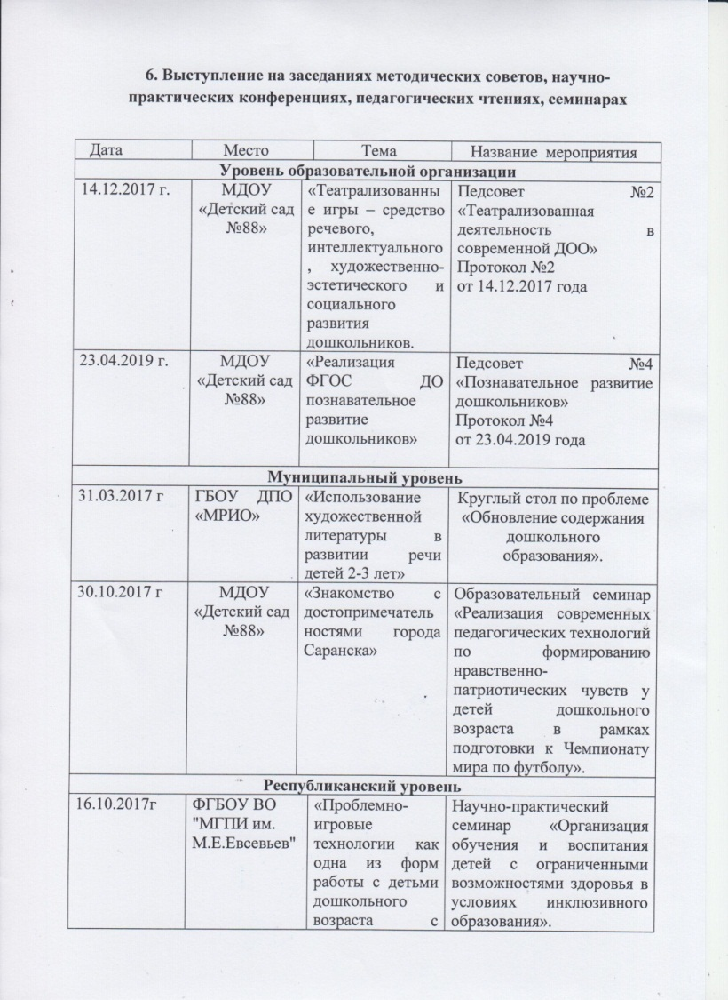 6. Выступление на заседаниях методических советов, научно-
практических конференциях, педагогических чтениях, семинарах
Дата Место Тема Название мероприятия
Уровень образовательной организации
14.12.2017 г.
МДОУ
«Детский сад
№88»
«Театрализованны
е игры – средство
речевого,
интеллектуального
, художественно-
эстетического и
социального
развития
дошкольников.
Педсовет №2
«Театрализованная
деятельность в
современной ДОО»
Протокол №2
от 14.12.2017 года
23.04.2019 г.
МДОУ
«Детский сад
№88»
«Реализация
ФГОС ДО
познавательное
развитие
дошкольников»
Педсовет №4
«Познавательное развитие
дошкольников»
Протокол №4
от 23.04.2019 года
Муниципальный уровень
31.03.2017 г
ГБОУ ДПО
«МРИО»
«Использование
художественной
литературы в
развитии речи
детей 2-3 лет»
Круглый стол по проблеме
«Обновление содержания
дошкольного
образования».
30.10.2017 г
МДОУ
«Детский сад
№88»
«Знакомство с
достопримечатель
ностями города
Саранска»
Образовательный семинар
«Реализация современных
педагогических технологий
по формированию
нравственно-
патриотических чувств у
детей дошкольного
возраста в рамках
подготовки к Чемпионату
мира по футболу».
Республиканский уровень
16.10.2017г
ФГБОУ ВО
"МГПИ им.
М.Е.Евсевьев"
«Проблемно-
игровые
технологии как
одна из форм
работы с детьми
дошкольного
возраста с
Научно-практический
семинар «Организация
обучения и воспитания
детей с ограниченными
возможностями здоровья в
условиях инклюзивного
образования».